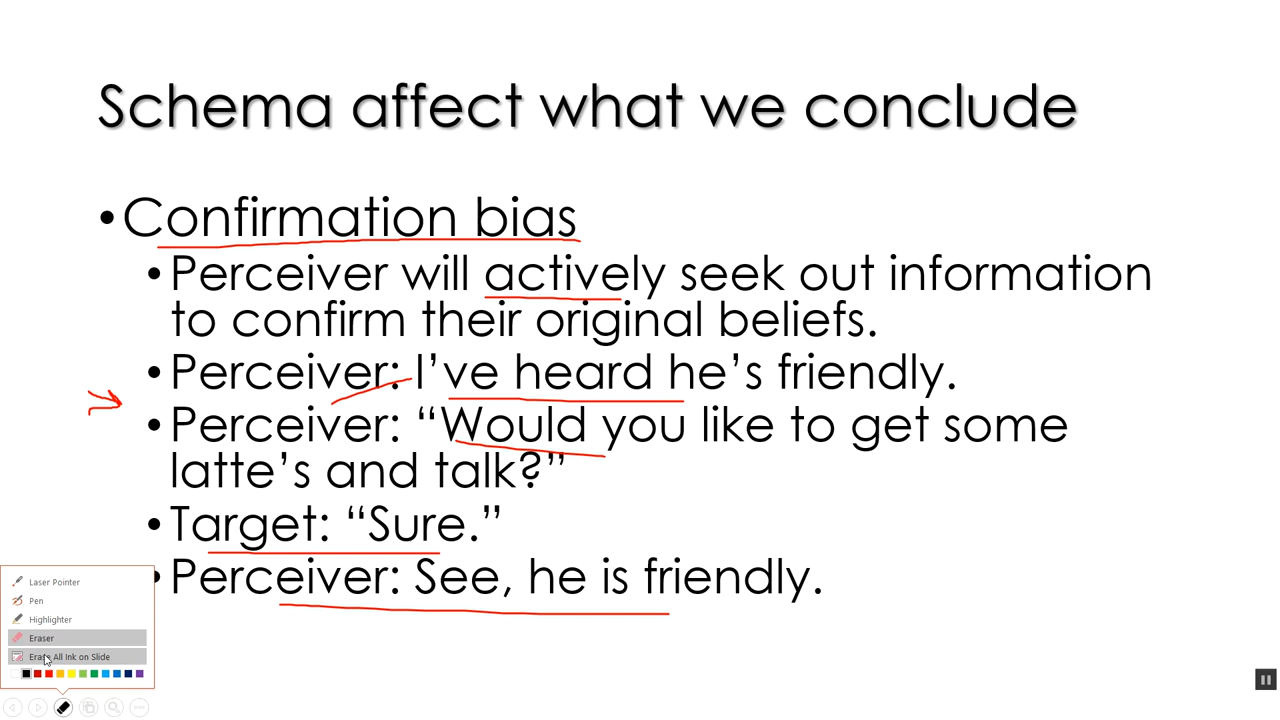 Schema affect what we conclude
•Confirmation bias
•Perceiver will actively seek out information
to confirm their original beliefs.
•Perceiver: I’ve heard he’s friendly.
•Perceiver: “Would you like to get some
latte’s and talk?”
•Target: “Sure.”
•Perceiver: See, he is friendly.
Laser Pointer
Pen
Highlighter
Eraser
Erase All Ink on Slide